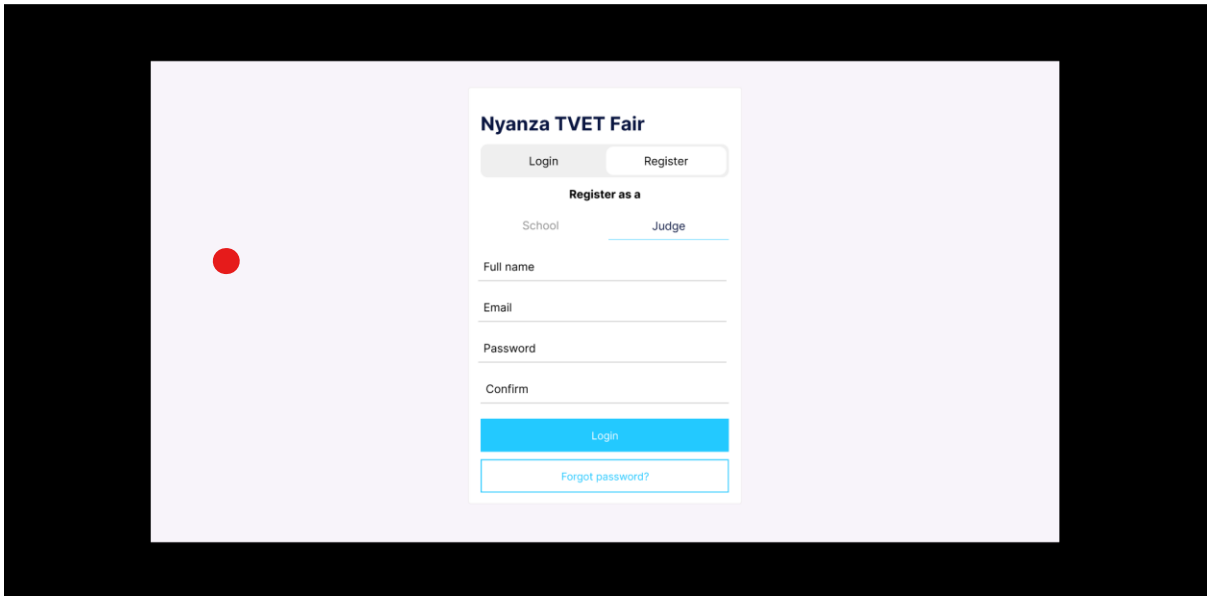 Nyanza TVET Fair
Login Register
Register as a
School Judge
Full name
Email
Password
Confirm
Login
Forgot password?